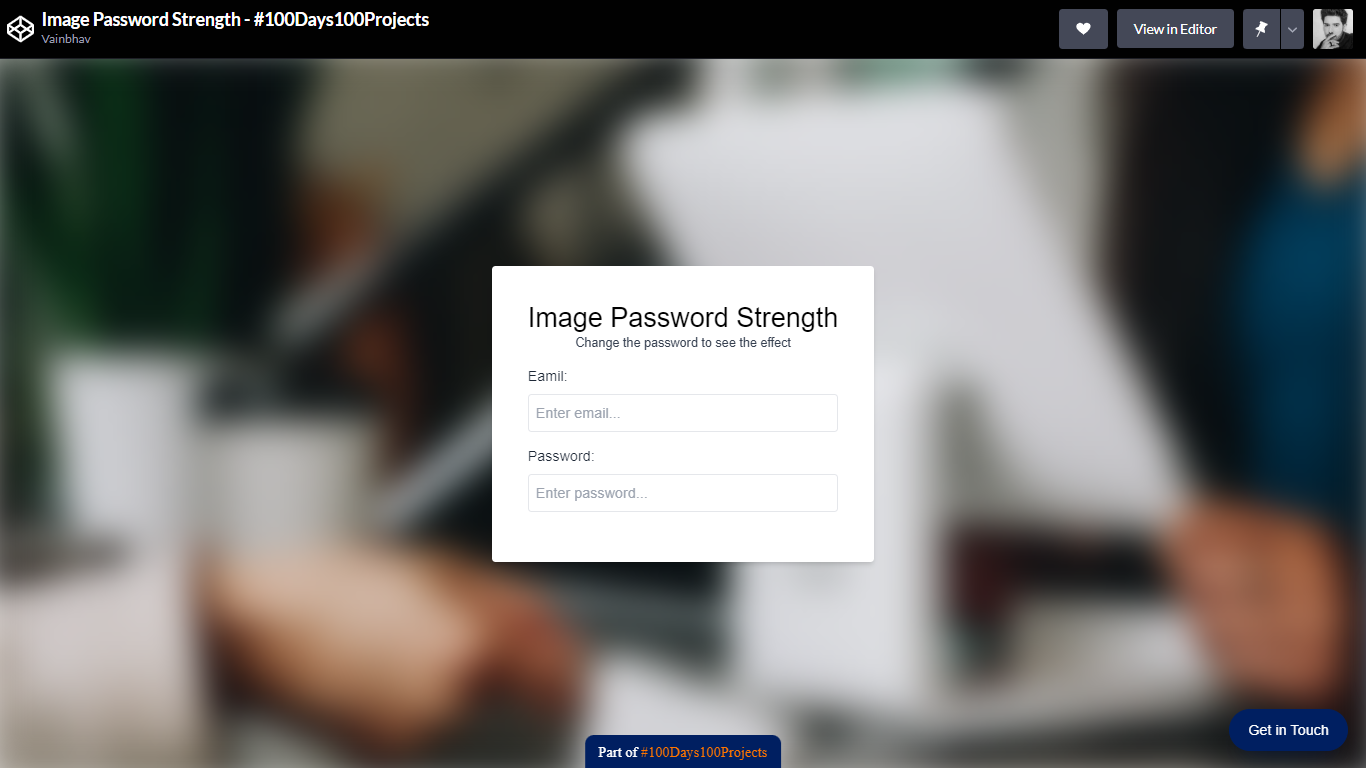 Image Password Strength - #100Days100Projects
Vainbhav
View in Editor
Image Password Strength
Change the password to see the effect
Eamil:
Enter email...
Password:
Enter password...
Get in Touch
Part of #100Days100Projects